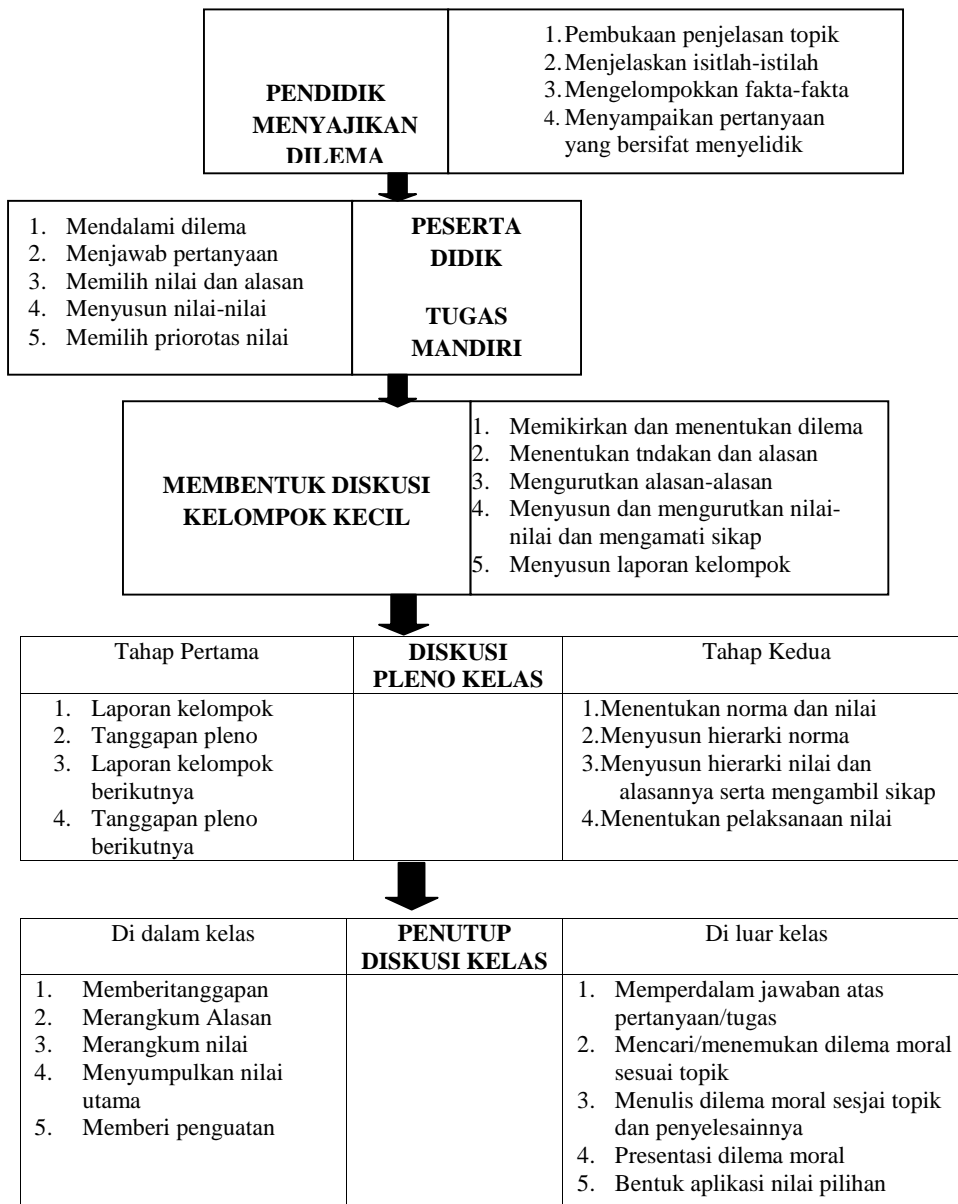 PENDIDIK
MENYAJIKAN
DILEMA
1. Pembukaan penjelasan topik
2. Menjelaskan isitlah-istilah
3. Mengelompokkan fakta-fakta
4. Menyampaikan pertanyaan
yang bersifat menyelidik
1. Mendalami dilema
2. Menjawab pertanyaan
3. Memilih nilai dan alasan
4. Menyusun nilai-nilai
5. Memilih priorotas nilai
PESERTA
DIDIK
TUGAS
MANDIRI
MEMBENTUK DISKUSI
KELOMPOK KECIL
1. Memikirkan dan menentukan dilema
2. Menentukan tndakan dan alasan
3. Mengurutkan alasan-alasan
4. Menyusun dan mengurutkan nilai-
nilai dan mengamati sikap
5. Menyusun laporan kelompok
Tahap Pertama
DISKUSI
PLENO KELAS
Tahap Kedua
1. Laporan kelompok
2. Tanggapan pleno
3. Laporan kelompok
berikutnya
4. Tanggapan pleno
berikutnya
1.Menentukan norma dan nilai
2.Menyusun hierarki norma
3.Menyusun hierarki nilai dan
alasannya serta mengambil sikap
4.Menentukan pelaksanaan nilai
Di dalam kelas
PENUTUP
DISKUSI KELAS
Di luar kelas
1. Memberitanggapan
2. Merangkum Alasan
3. Merangkum nilai
4. Menyumpulkan nilai
utama
5. Memberi penguatan
1. Memperdalam jawaban atas
pertanyaan/tugas
2. Mencari/menemukan dilema moral
sesuai topik
3. Menulis dilema moral sesjai topik
dan penyelesainnya
4. Presentasi dilema moral
5. Bentuk aplikasi nilai pilihan